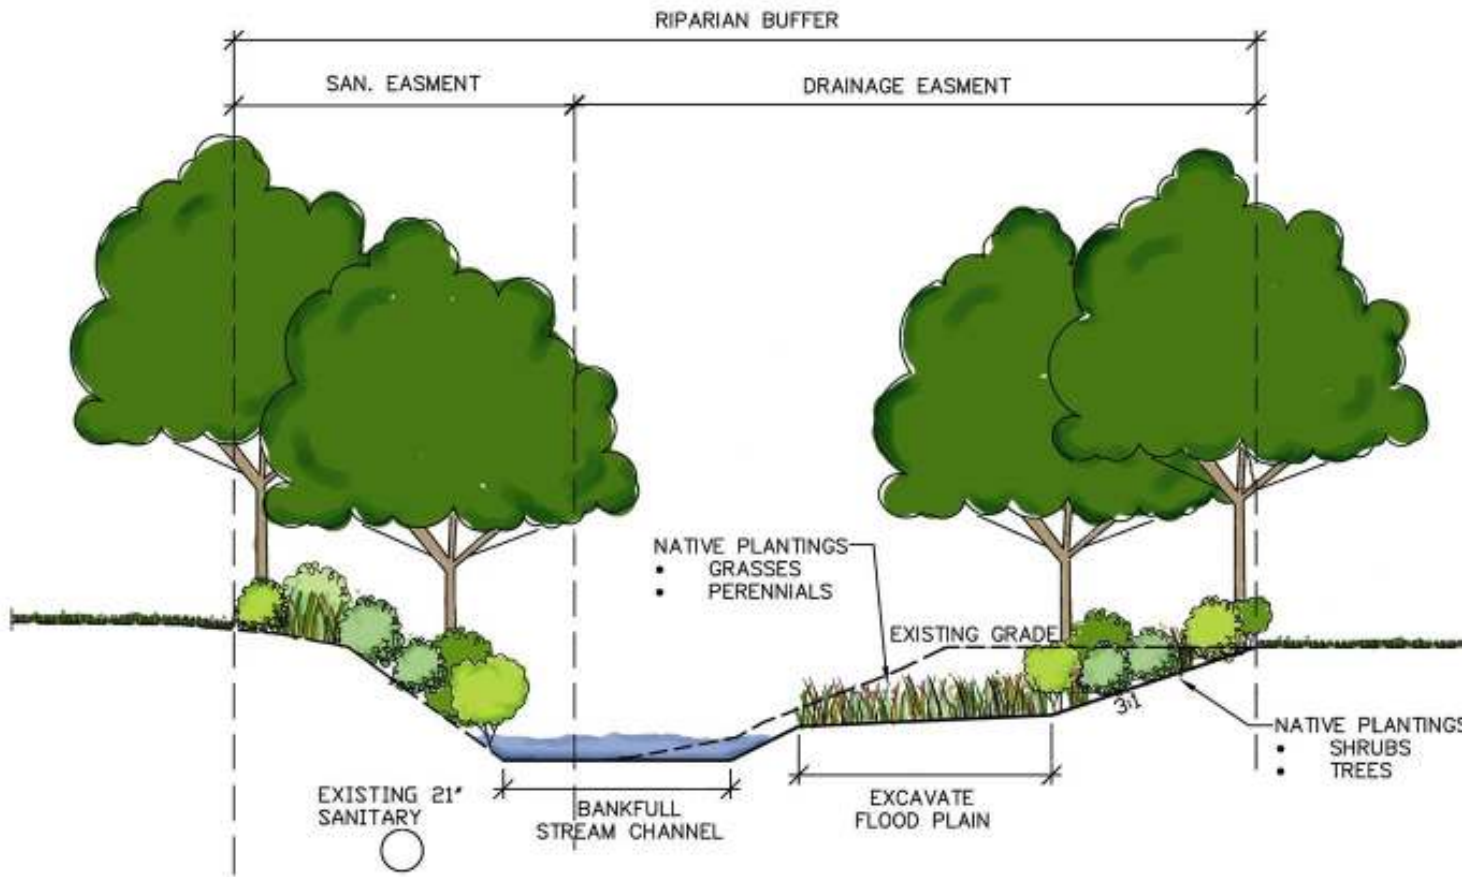 RIPARIAN BUFFER
SAN. EASMENT
DRAINAGE EASMENT
NATIVE PLANTINGS
• GRASSES
• PERENNIALS
EXISTING GRADE
3:1
NATIVE PLANTINGS
• SHRUBS
• TREES
EXISTING 21"
SANITARY
BANKFULL
STREAM CHANNEL
EXCAVATE
FLOOD PLAIN